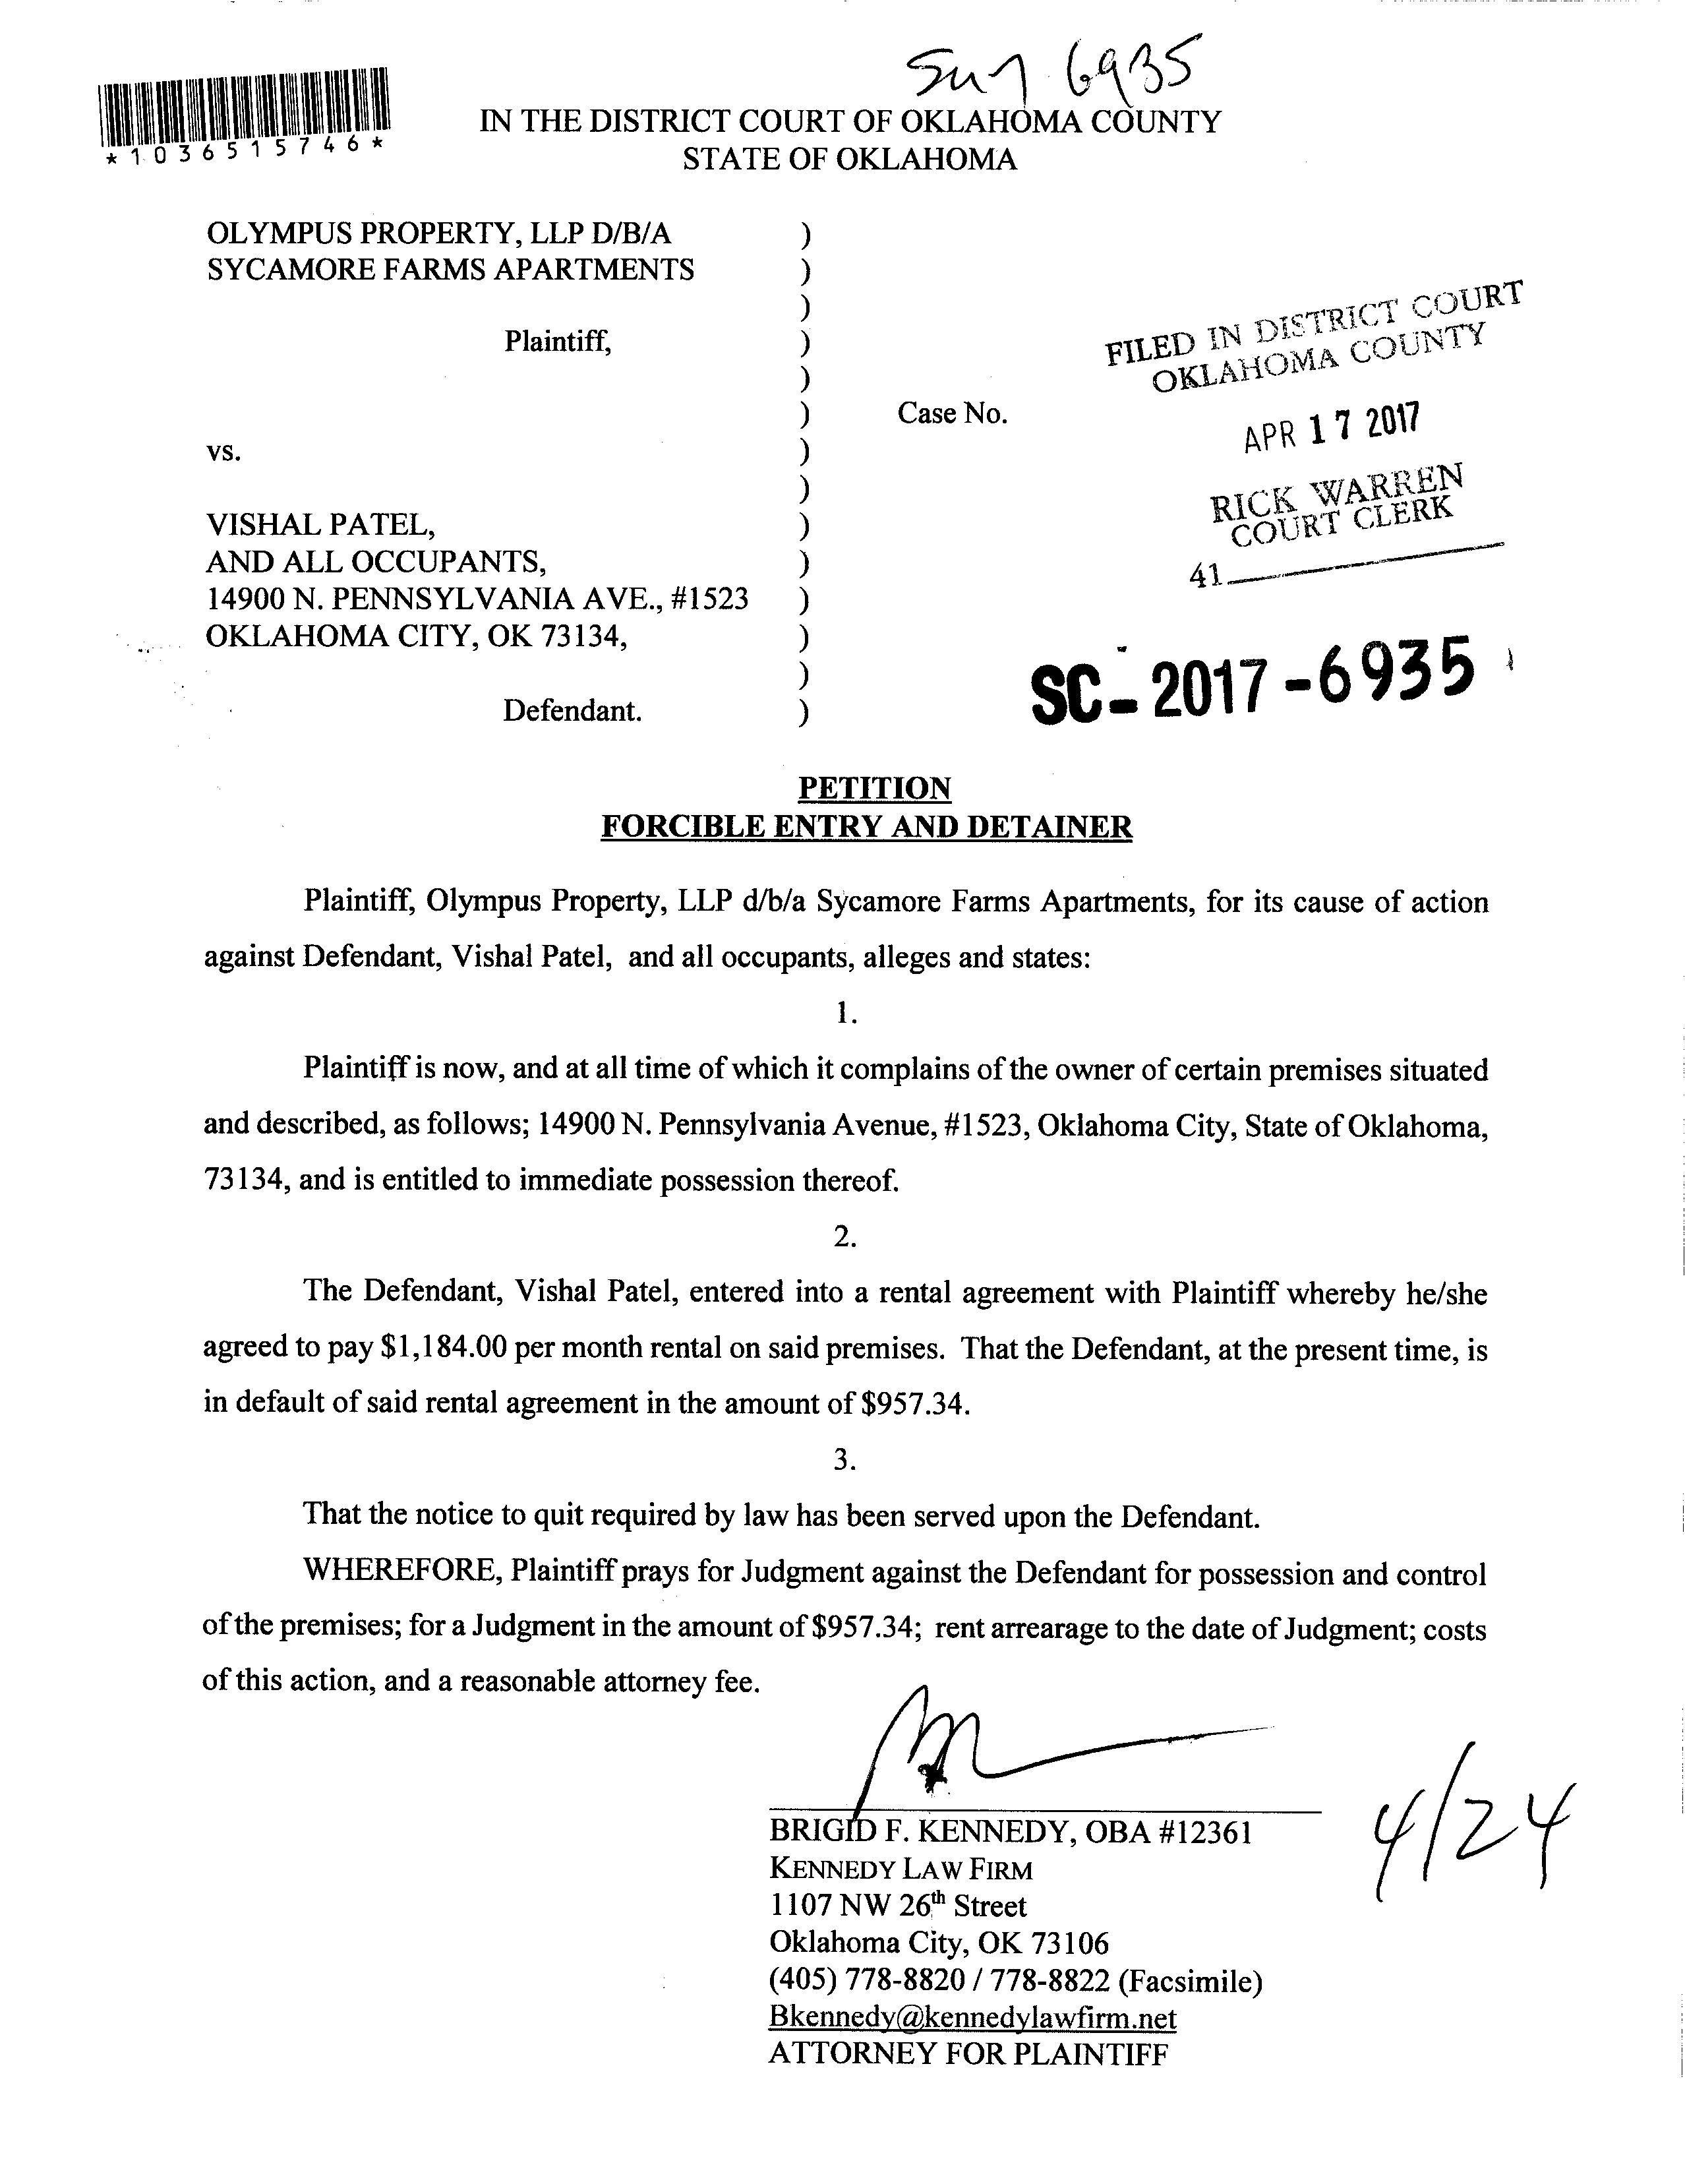 6935
*1036515746*
IN THE DISTRICT COURT OF OKLAHOMA COUNTY
STATE OF OKLAHOMA
OLYMPUS PROPERTY, LLP D/B/A )
SYCAMORE FARMS APARTMENTS )
)
Plaintiff, )
)
) Case No.
vs. )
)
VISHAL PATEL, )
AND ALL OCCUPANTS, )
14900 N. PENNSYLVANIA AVE., #1523 )
OKLAHOMA CITY, OK 73134, )
)
Defendant. )
FILED IN DISTRICT COURT
OKLAHOMA COUNTY
APR 17 2017
RICK WARREN
COURT CLERK
41
SC-2017-6935
PETITION
FORCIBLE ENTRY AND DETAINER
Plaintiff, Olympus Property, LLP d/b/a Sycamore Farms Apartments, for its cause of action
against Defendant, Vishal Patel, and all occupants, alleges and states:
1.
Plaintiff is now, and at all time of which it complains of the owner of certain premises situated
and described, as follows; 14900 N. Pennsylvania Avenue, #1523, Oklahoma City, State of Oklahoma,
73134, and is entitled to immediate possession thereof.
2.
The Defendant, Vishal Patel, entered into a rental agreement with Plaintiff whereby he/she
agreed to pay $1,184.00 per month rental on said premises. That the Defendant, at the present time, is
in default of said rental agreement in the amount of $957.34.
3.
That the notice to quit required by law has been served upon the Defendant.
WHEREFORE, Plaintiff prays for Judgment against the Defendant for possession and control
of the premises; for a Judgment in the amount of $957.34; rent arrearage to the date of Judgment; costs
of this action, and a reasonable attorney fee.
BRIGID F. KENNEDY, OBA #12361
KENNEDY LAW FIRM
1107 NW 26th Street
Oklahoma City, OK 73106
(405) 778-8820 / 778-8822 (Facsimile)
Bkennedy@kennedylawfirm.net
ATTORNEY FOR PLAINTIFF
4/24